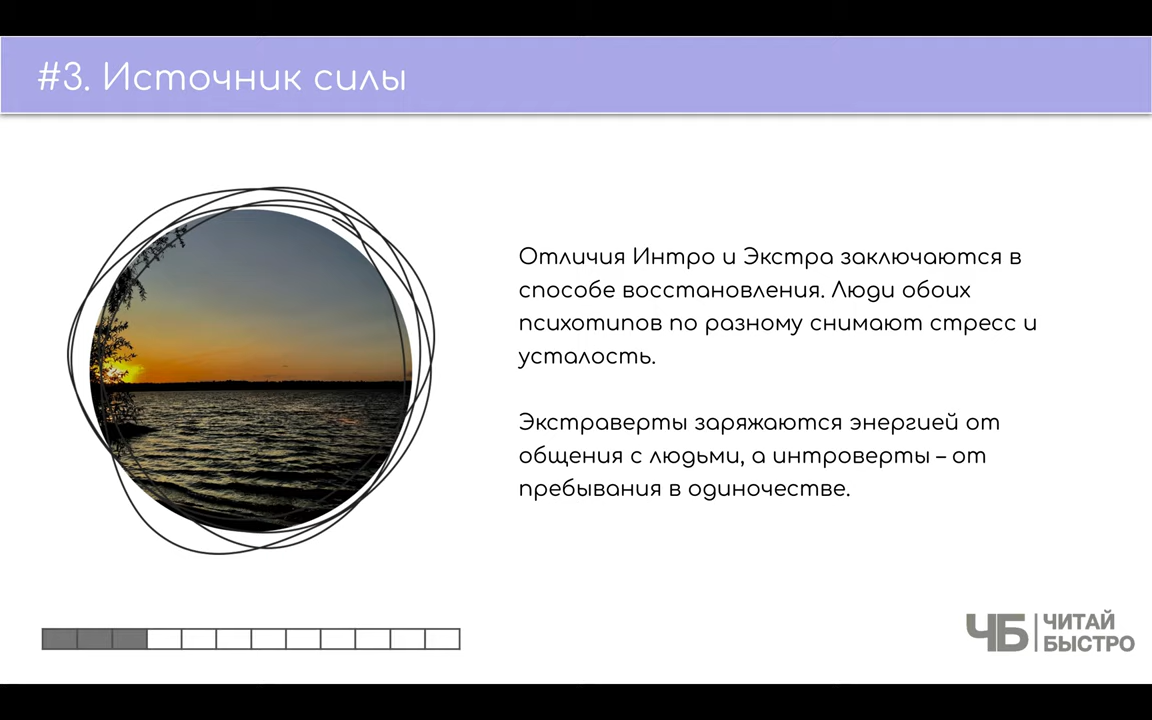 #3. Источник силы
Отличия Интро и Экстра заключаются в
способе восстановления. Люди обоих
психотипов по разному снимают стресс и
усталость.
Экстраверты заряжаются энергией от
общения с людьми, а интроверты – от
пребывания в одиночестве.
ЧБ
ЧИТАЙ
БЫСТРО